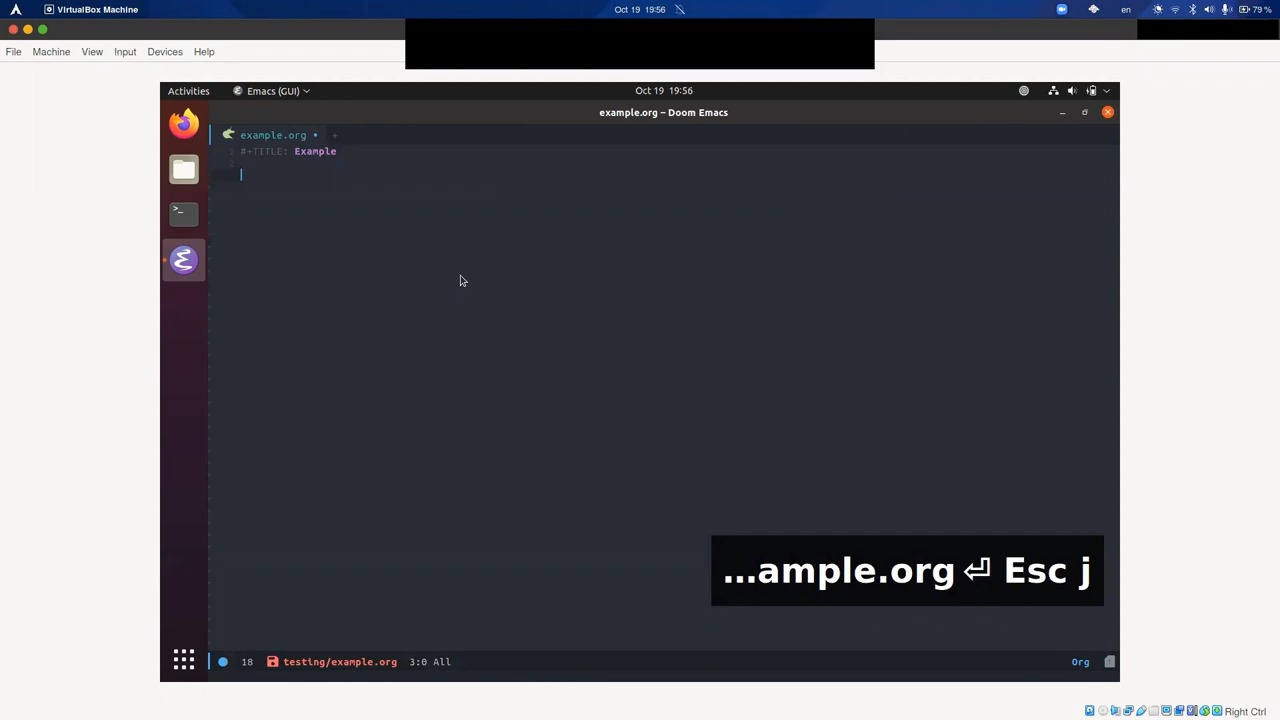 VirtualBox Machine
Oct 19 19:56
en
79 %
File Machine View Input Devices Help
Activities
Emacs (GUI)
Oct 19 19:56
example.org – Doom Emacs
example.org • +
1 #+TITLE: Example
2
>_
...ample.org⏎ Esc j
18 testing/example.org 3:0 All
Org
Right Ctrl